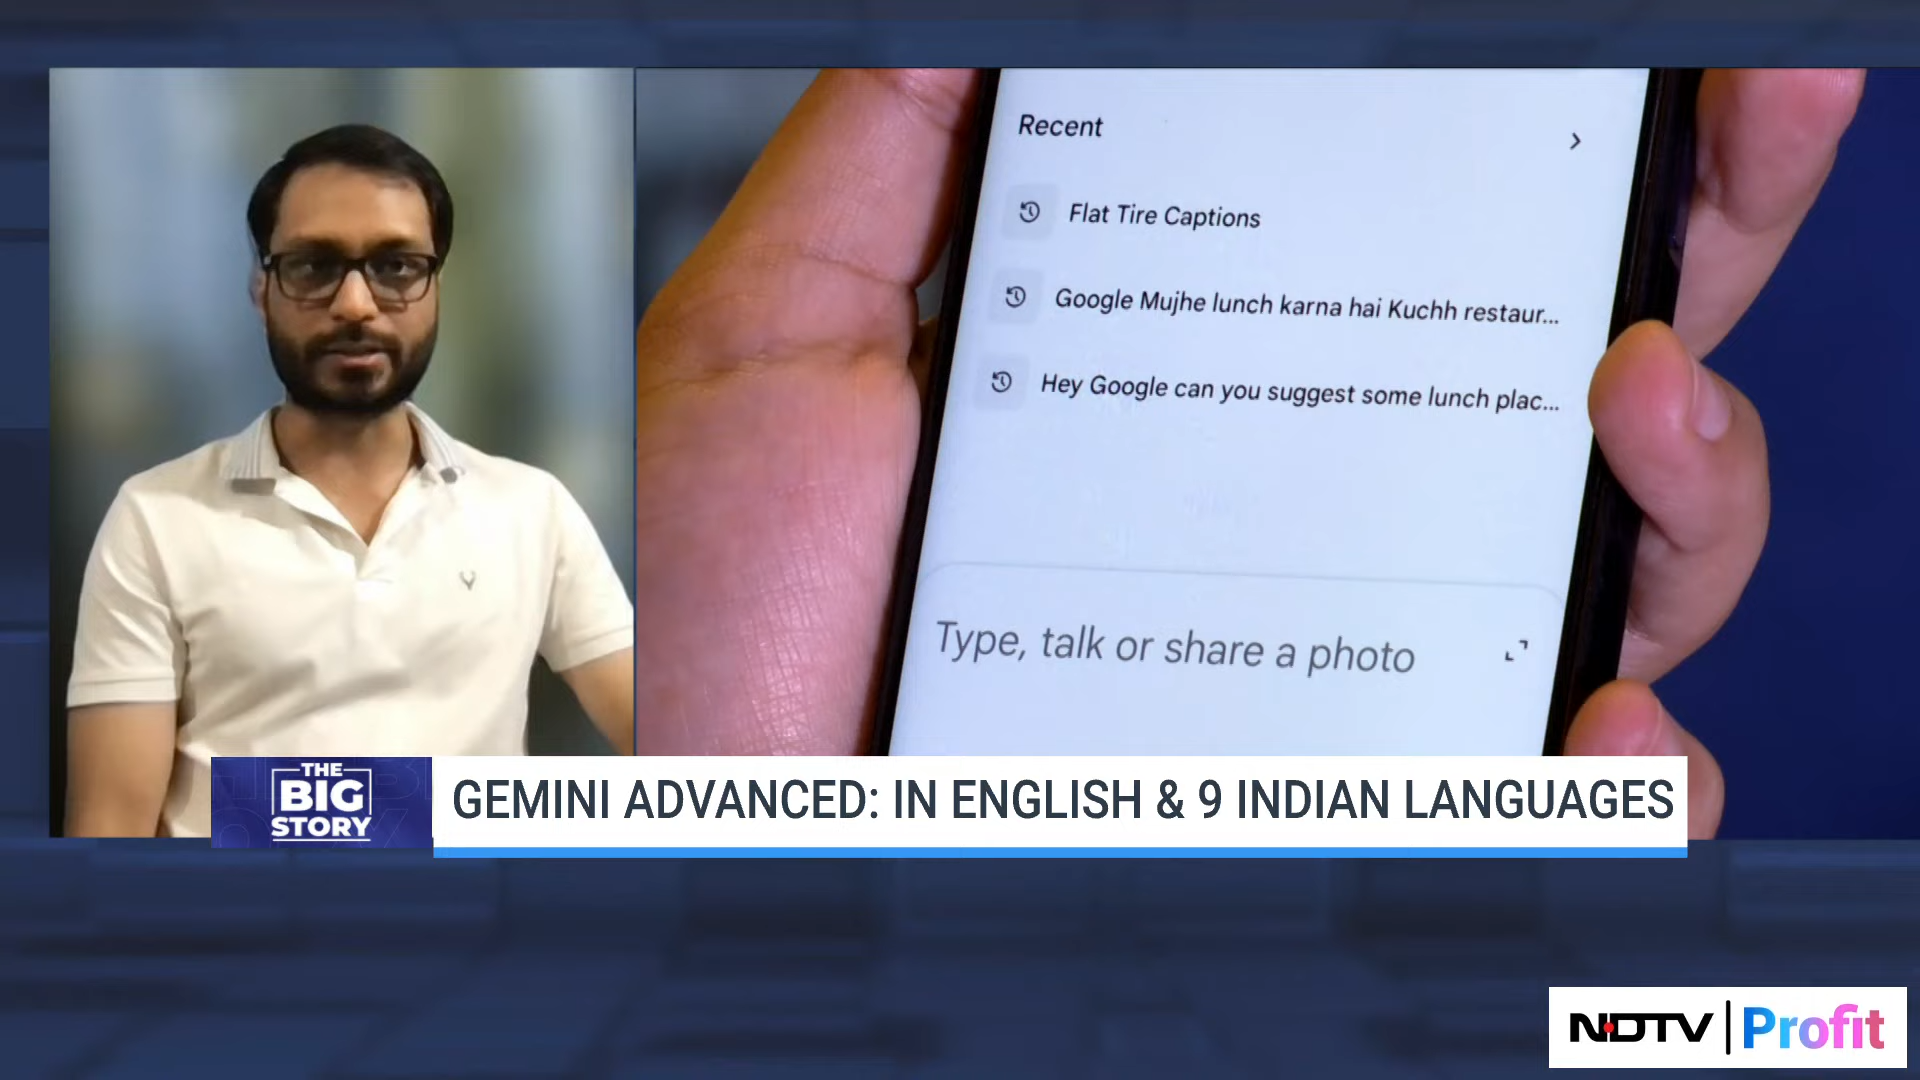 Recent
Flat Tire Captions
Google Mujhe lunch karna hai Kuchh restaur...
Hey Google can you suggest some lunch plac...
Type, talk or share a photo
THE
BIG
STORY
GEMINI ADVANCED: IN ENGLISH & 9 INDIAN LANGUAGES
NDTV Profit